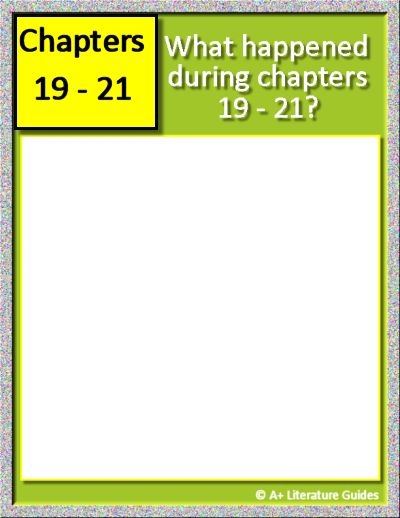 Chapters
19 - 21
What happened
during chapters
19 - 21?
© A+ Literature Guides